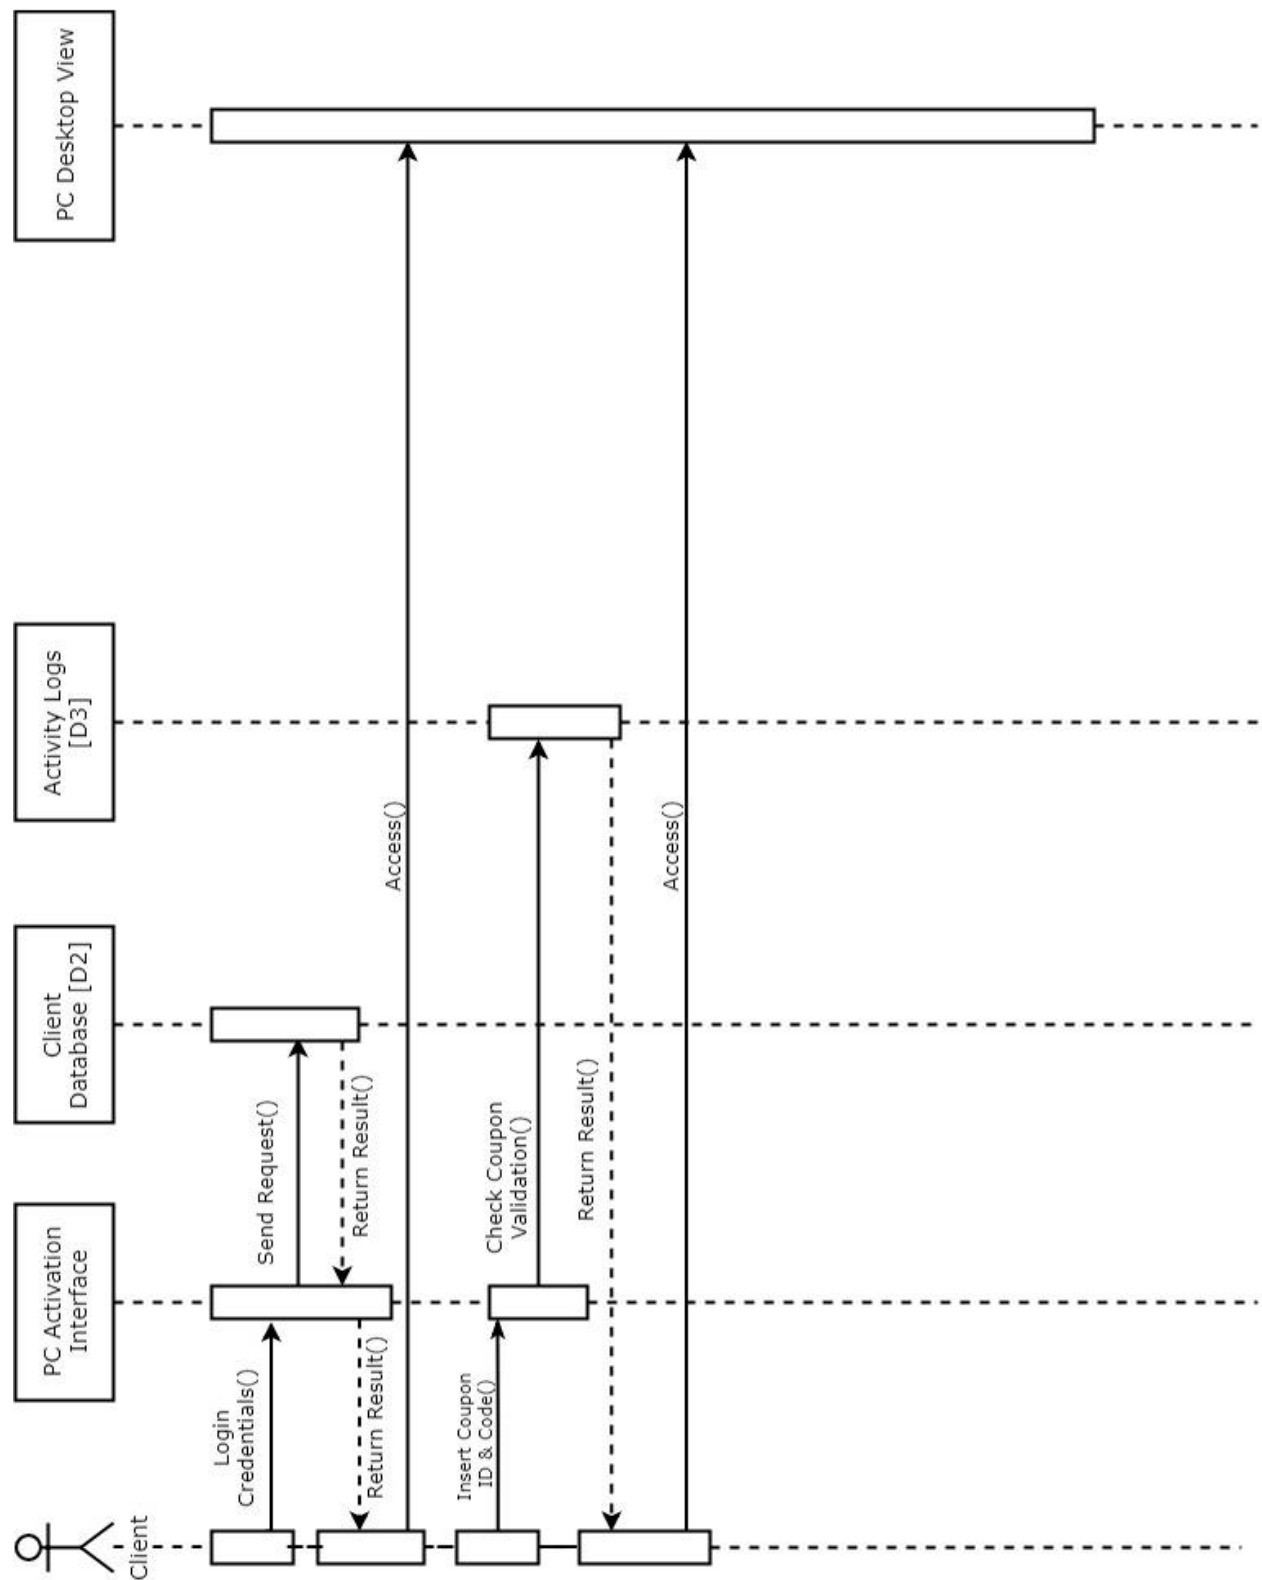 Client
PC Activation
Interface
Client
Database [D2]
Activity Logs
[D3]
PC Desktop View
Login
Credentials()
Send Request()
Return Result()
Return Result()
Access()
Insert Coupon
ID & Code()
Check Coupon
Validation()
Return Result()
Access()